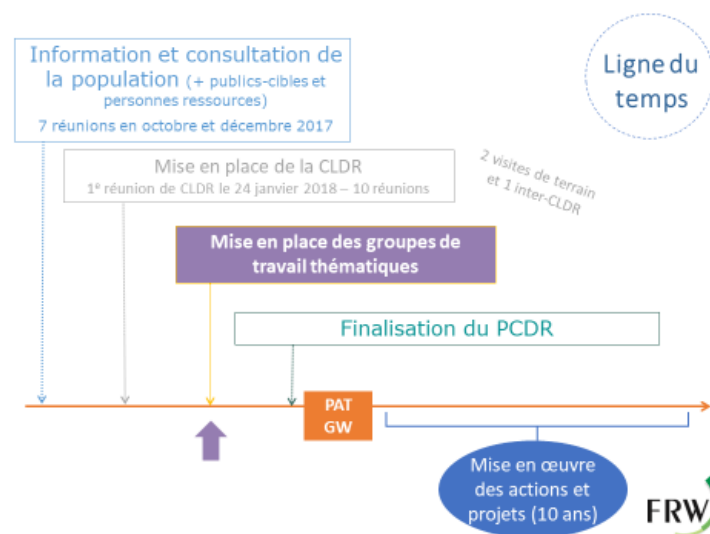 Information et consultation de
la population (+ publics-cibles et
personnes ressources)
7 réunions en octobre et décembre 2017
Ligne du
temps
Mise en place de la CLDR
1e réunion de CLDR le 24 janvier 2018 – 10 réunions
2 visites de terrain
et 1 inter-CLDR
Mise en place des groupes de
travail thématiques
Finalisation du PCDR
PAT
GW
Mise en œuvre
des actions et
projets (10 ans)
FRW